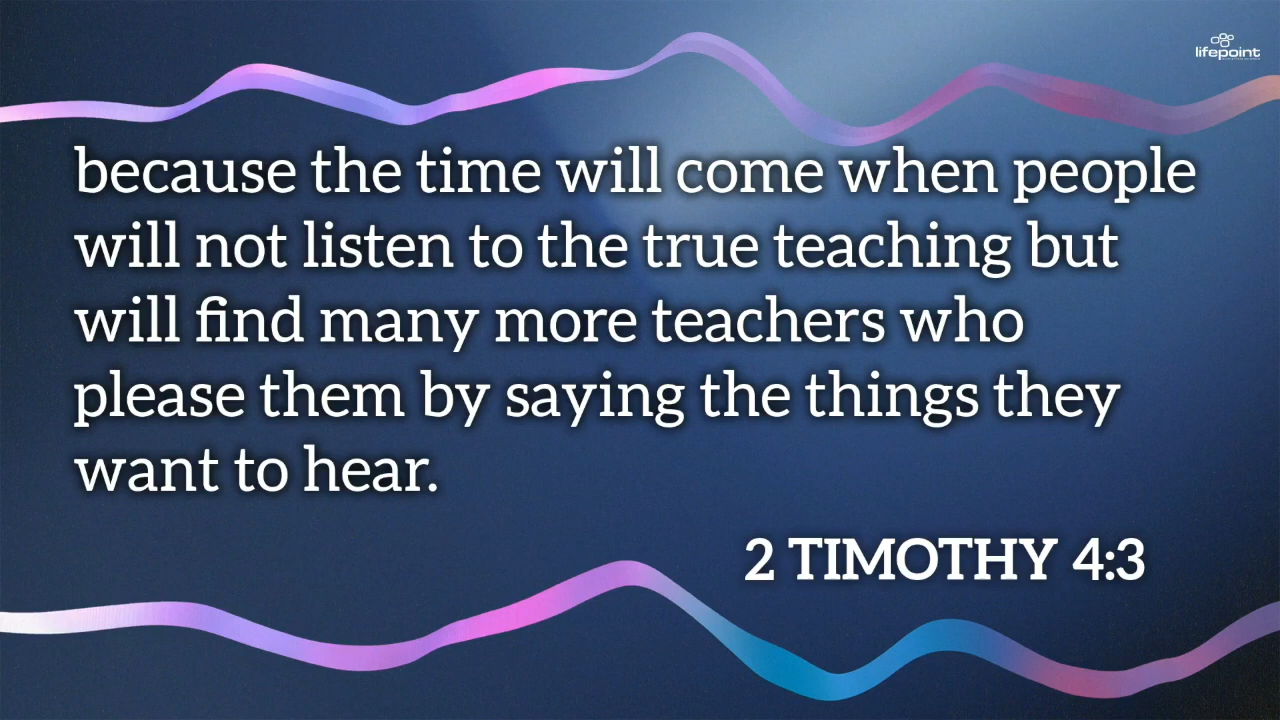 lifepoint
because the time will come when people
will not listen to the true teaching but
will find many more teachers who
please them by saying the things they
want to hear.
2 TIMOTHY 4:3